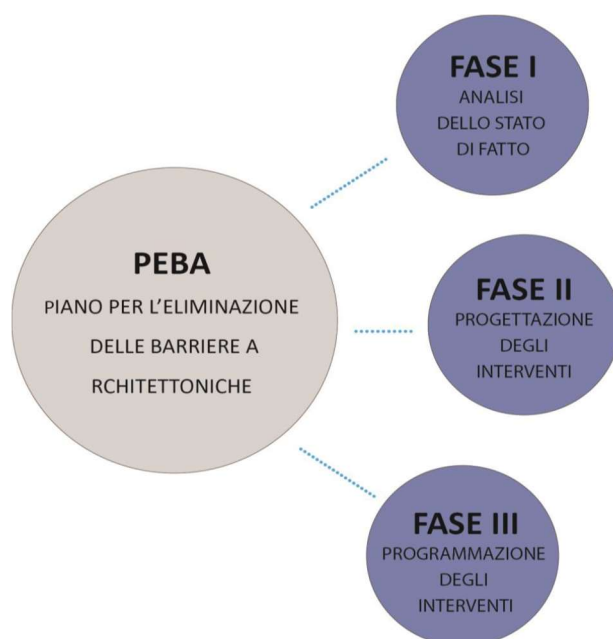 PEBA
PIANO PER L'ELIMINAZIONE
DELLE BARRIERE A
RCHITETTONICHE
FASE I
ANALISI
DELLO STATO
DI FATTO
FASE II
PROGETTAZIONE
DEGLI
INTERVENTI
FASE III
PROGRAMMAZIONE
DEGLI
INTERVENTI